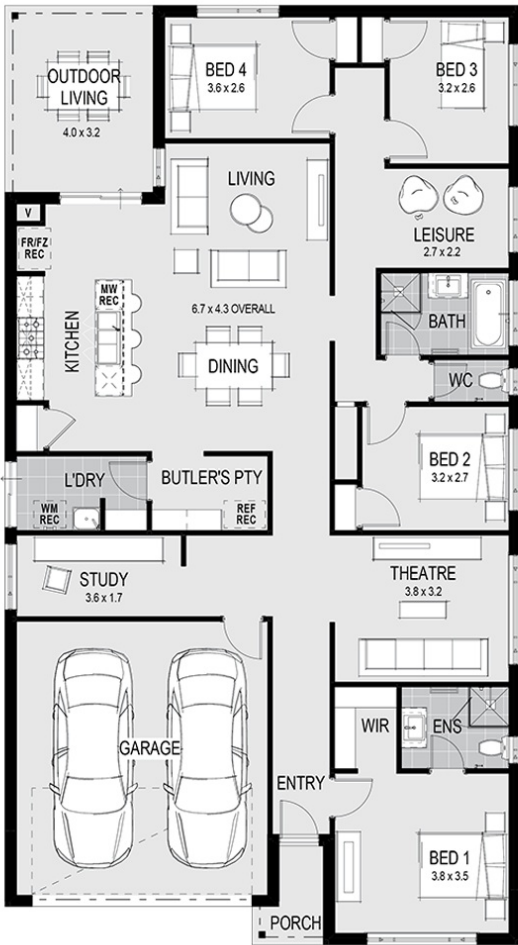 OUTDOOR
LIVING
4.0 x 3.2
BED 4
3.6 x 2.6
BED 3
3.2 x 2.6
LIVING
LEISURE
2.7 x 2.2
V
FR/FZ
REC
MW
REC
KITCHEN
6.7 x 4.3 OVERALL
DINING
BATH
WC
BED 2
3.2 x 2.7
L'DRY
WM
REC
BUTLER'S PTY
REF
REC
STUDY
3.6 x 1.7
THEATRE
3.8 x 3.2
GARAGE
WIR
ENS
ENTRY
BED 1
3.8 x 3.5
PORCH